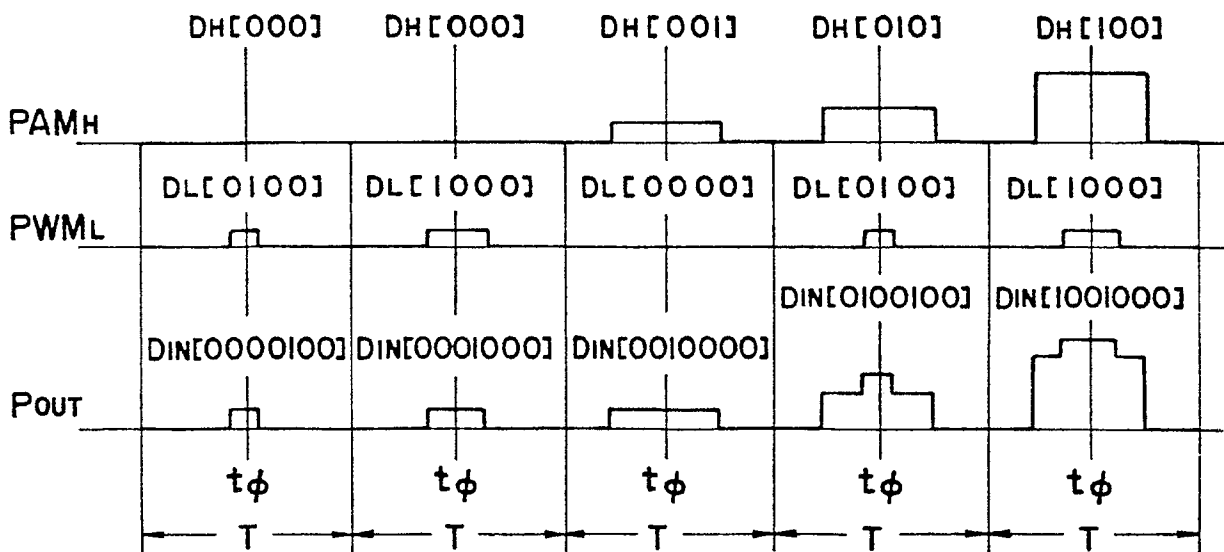 DH[000] DH[000] DH[001] DH[010] DH[100]
PAMH
DL[0100] DL[1000] DL[0000] DL[0100] DL[1000]
PWML
DIN[0100100] DIN[1001000]
DIN[0000100] DIN[0001000] DIN[0010000]
POUT
tϕ tϕ tϕ tϕ tϕ
T T T T T